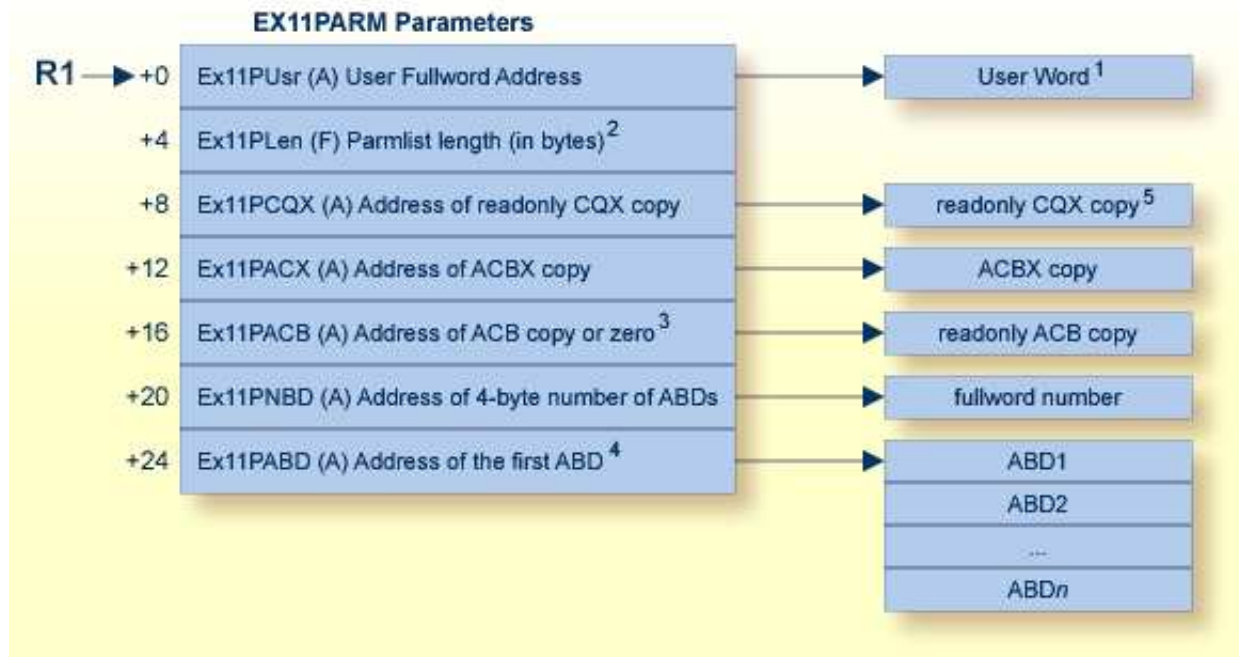 EX11PARM Parameters
R1 +0 Ex11PUsr (A) User Fullword Address User Word 1
+4 Ex11PLen (F) Parmlist length (in bytes) 2
+8 Ex11PCQX (A) Address of readonly CQX copy readonly CQX copy 5
+12 Ex11PACX (A) Address of ACBX copy ACBX copy
+16 Ex11PACB (A) Address of ACB copy or zero 3 readonly ACB copy
+20 Ex11PNBD (A) Address of 4-byte number of ABDs fullword number
+24 Ex11PABD (A) Address of the first ABD 4 ABD1
ABD2
...
ABDn